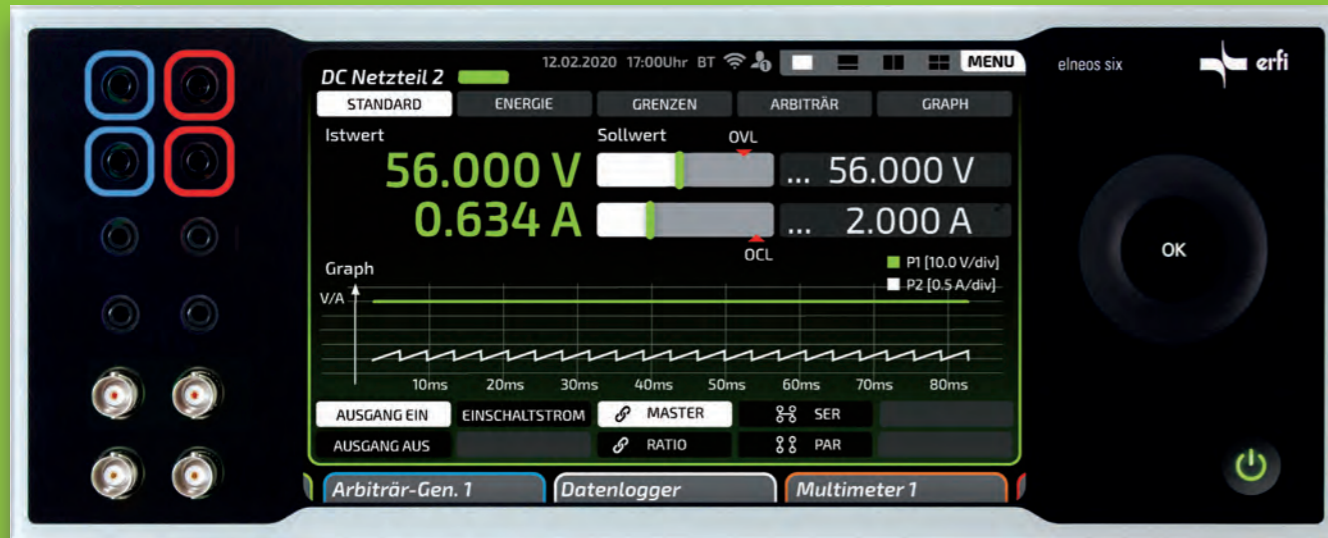 12.02.2020 17:00Uhr BT 1 MENU
DC Netzteil 2
elneos six
erfi
STANDARD ENERGIE GRENZEN ARBITRÄR GRAPH
Istwert Sollwert OVL
56.000 V ... 56.000 V
0.634 A ... 2.000 A
OCL
Graph
P1 [10.0 V/div]
P2 [0.5 A/div]
V/A
10ms 20ms 30ms 40ms 50ms 60ms 70ms 80ms
AUSGANG EIN EINSCHALTSTROM MASTER SER
AUSGANG AUS RATIO PAR
Arbiträr-Gen. 1 Datenlogger Multimeter 1
OK